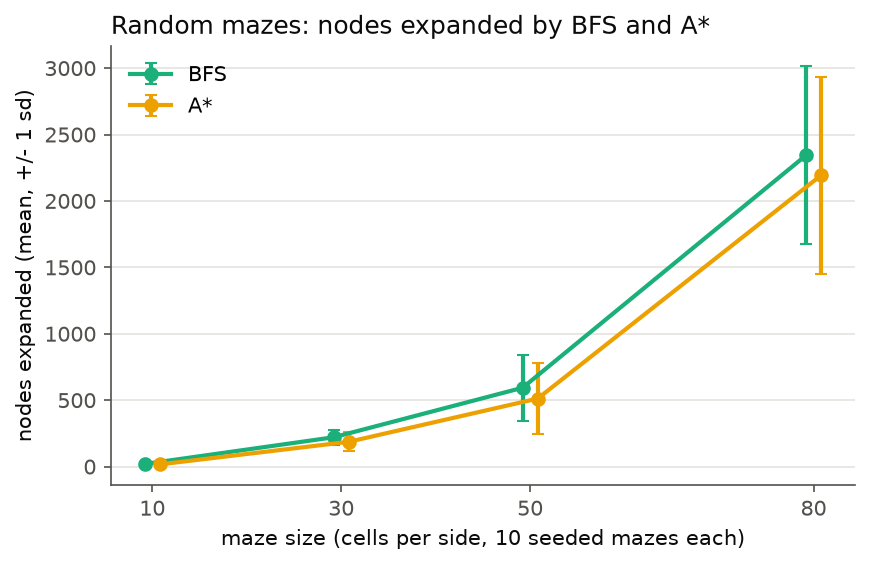 Random mazes: nodes expanded by BFS and A*
BFS
A*
nodes expanded (mean, +/- 1 sd)
3000
2500
2000
1500
1000
500
0
10 30 50 80
maze size (cells per side, 10 seeded mazes each)